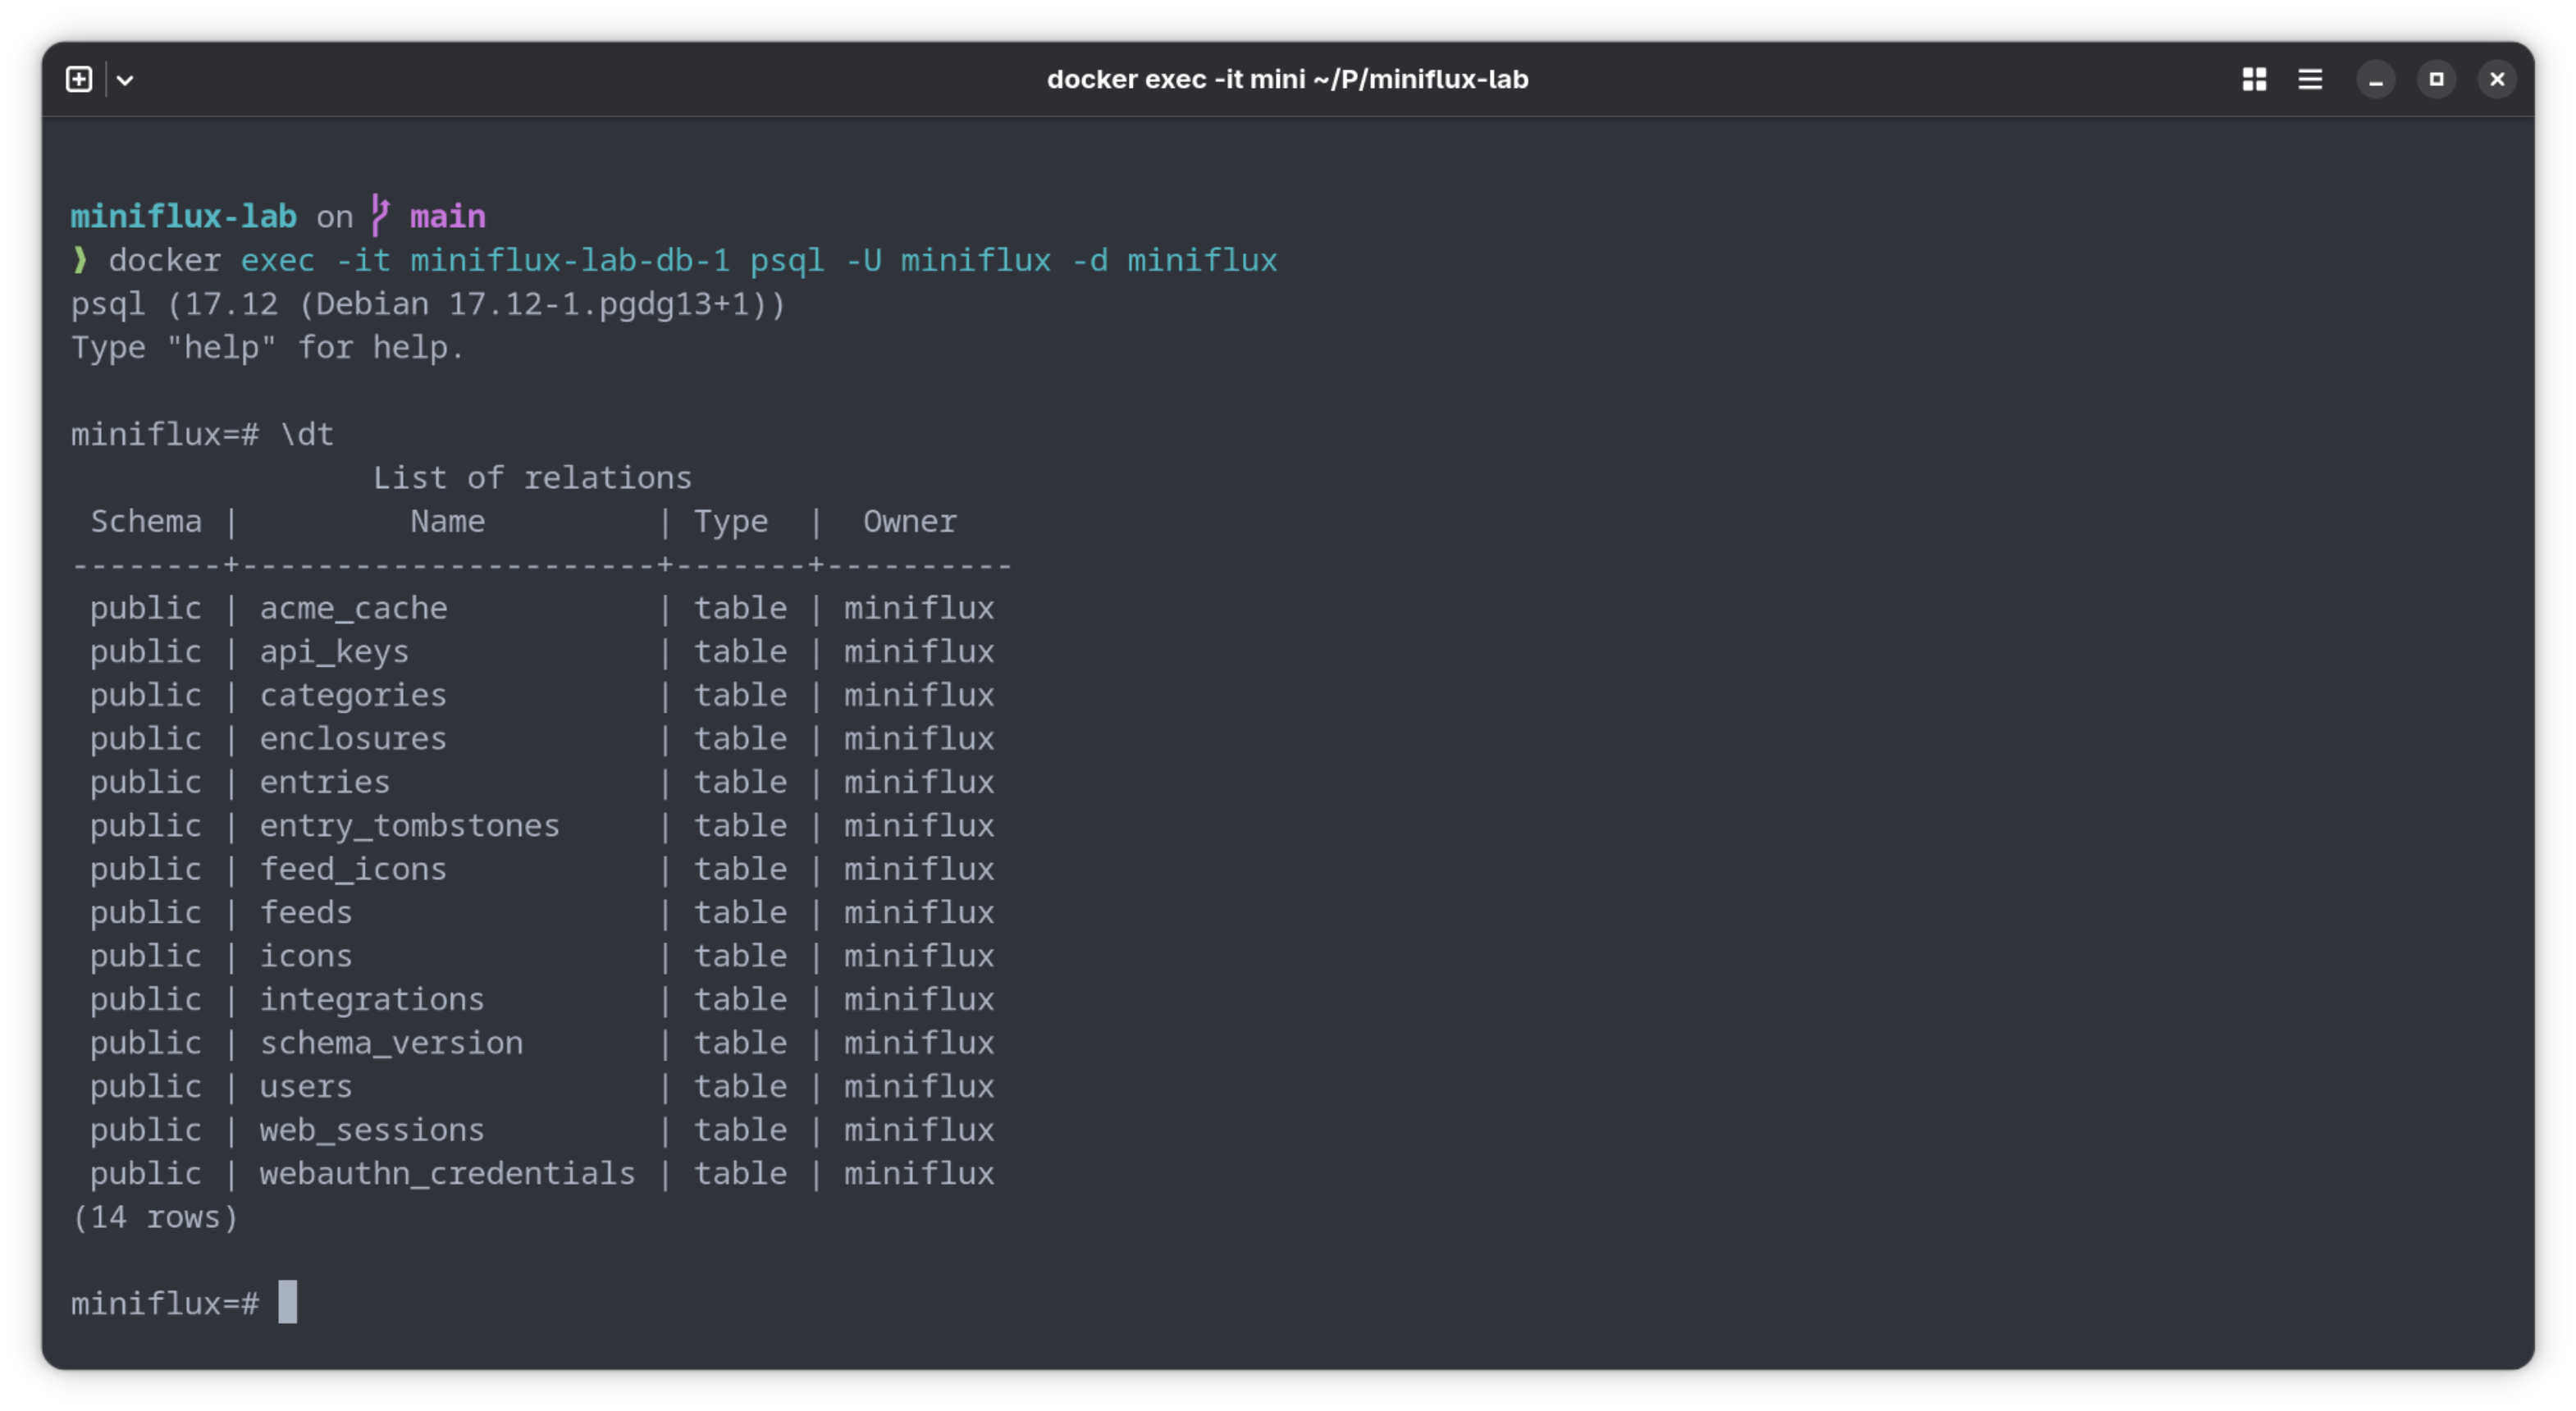 docker exec -it mini ~/P/miniflux-lab
miniflux-lab on main
❯ docker exec -it miniflux-lab-db-1 psql -U miniflux -d miniflux
psql (17.12 (Debian 17.12-1.pgdg13+1))
Type "help" for help.
miniflux=# \dt
                List of relations
 Schema |         Name         | Type  |  Owner
--------+----------------------+-------+----------
 public | acme_cache           | table | miniflux
 public | api_keys             | table | miniflux
 public | categories           | table | miniflux
 public | enclosures           | table | miniflux
 public | entries              | table | miniflux
 public | entry_tombstones     | table | miniflux
 public | feed_icons           | table | miniflux
 public | feeds                | table | miniflux
 public | icons                | table | miniflux
 public | integrations         | table | miniflux
 public | schema_version       | table | miniflux
 public | users                | table | miniflux
 public | web_sessions         | table | miniflux
 public | webauthn_credentials | table | miniflux
(14 rows)
miniflux=#